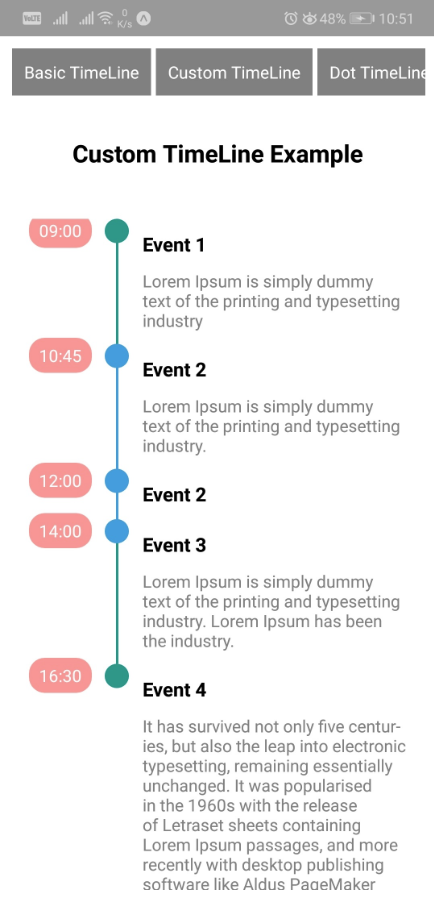 VoLTE 0 K/s 48% 10:51
Basic TimeLine Custom TimeLine Dot TimeLine
Custom TimeLine Example
09:00
Event 1
Lorem Ipsum is simply dummy
text of the printing and typesetting
industry
10:45
Event 2
Lorem Ipsum is simply dummy
text of the printing and typesetting
industry.
12:00
Event 2
14:00
Event 3
Lorem Ipsum is simply dummy
text of the printing and typesetting
industry. Lorem Ipsum has been
the industry.
16:30
Event 4
It has survived not only five centur-
ies, but also the leap into electronic
typesetting, remaining essentially
unchanged. It was popularised
in the 1960s with the release
of Letraset sheets containing
Lorem Ipsum passages, and more
recently with desktop publishing
software like Aldus PageMaker